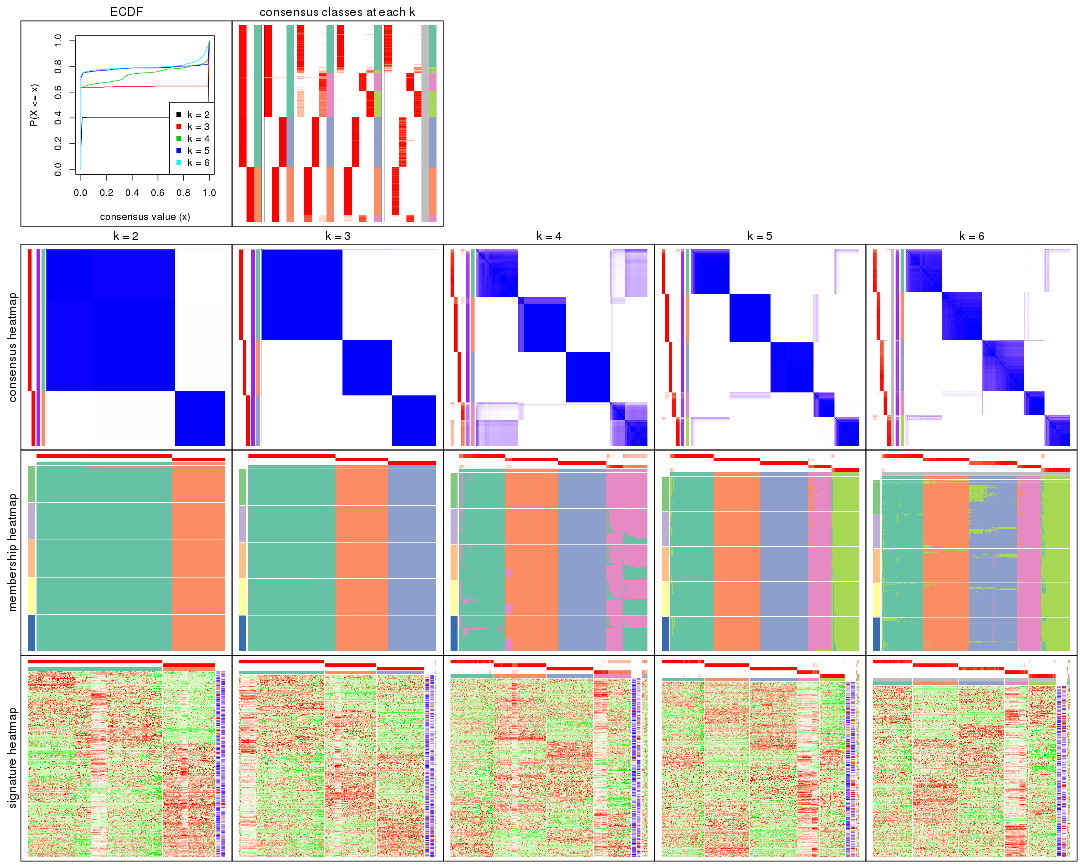 ECDF
consensus classes at each k
P(X <= x)
0.0 0.2 0.4 0.6 0.8 1.0
k = 2
k = 3
k = 4
k = 5
k = 6
0.0 0.2 0.4 0.6 0.8 1.0
consensus value (x)
k = 2 k = 3 k = 4 k = 5 k = 6
consensus heatmap
membership heatmap
signature heatmap